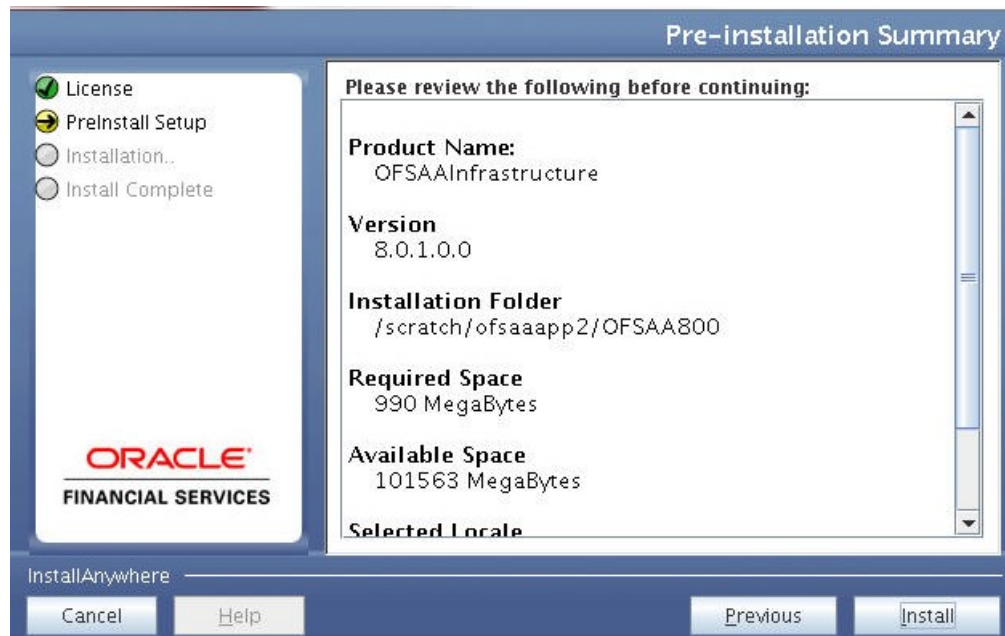 Pre-installation Summary
License
PreInstall Setup
Installation..
Install Complete
ORACLE
FINANCIAL SERVICES
Please review the following before continuing:
Product Name:
OFSAAInfrastructure
Version
8.0.1.0.0
Installation Folder
/scratch/ofsaaapp2/OFSAA800
Required Space
990 MegaBytes
Available Space
101563 MegaBytes
Selected Locale
InstallAnywhere
Cancel
Help
Previous
Install